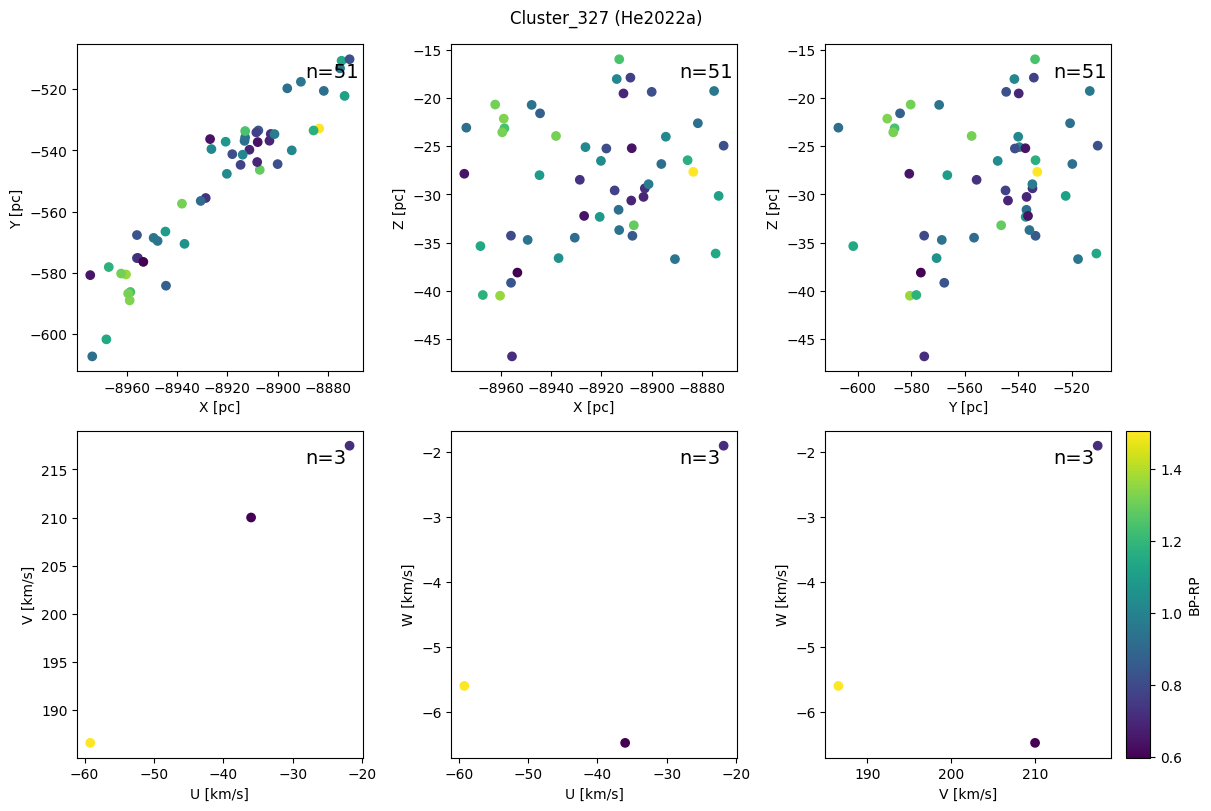 Cluster_327 (He2022a)
n=51
−520
−540
−560
−580
−600
Y [pc]
−8960 −8940 −8920 −8900 −8880
X [pc]
n=51
−15
−20
−25
−30
−35
−40
−45
Z [pc]
−8960 −8940 −8920 −8900 −8880
X [pc]
n=51
−15
−20
−25
−30
−35
−40
−45
Z [pc]
−600 −580 −560 −540 −520
Y [pc]
n=3
215
210
205
200
195
190
V [km/s]
−60 −50 −40 −30 −20
U [km/s]
n=3
−2
−3
−4
−5
−6
W [km/s]
−60 −50 −40 −30 −20
U [km/s]
n=3
−2
−3
−4
−5
−6
W [km/s]
190 200 210
V [km/s]
1.4
1.2
1.0
0.8
0.6
BP-RP